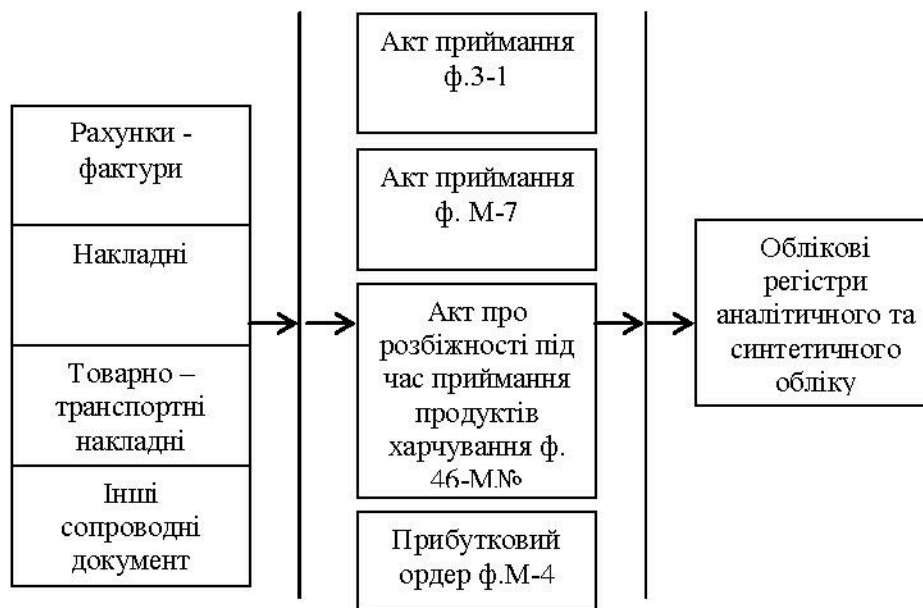 Рахунки -
фактури
Накладні
Товарно –
транспортні
накладні
Інші
сопроводні
документ
Акт приймання
ф.3-1
Акт приймання
ф. М-7
Акт про
розбіжності під
час приймання
продуктів
харчування ф.
46-М№
Прибутковий
ордер ф.М-4
Облікові
регістри
аналітичного та
синтетичного
обліку